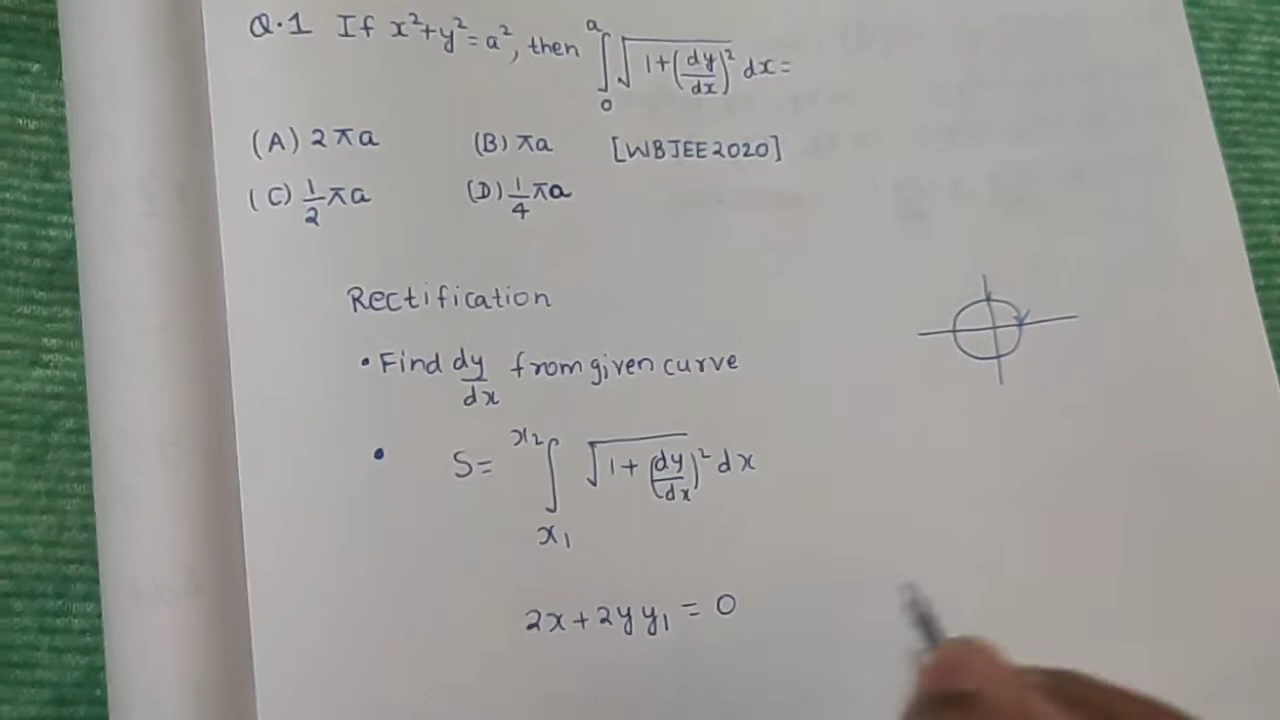 Q.1 If x²+y²=a², then ∫₀ᵃ √(1+(dy/dx)²) dx =
(A) 2πa (B) πa [WBJEE2020]
(C) 1/2 πa (D) 1/4 πa
Rectification
• Find dy/dx from given curve
• S= ∫_{x₁}^{x₂} √(1+(dy/dx)²) dx
2x+2yy₁=0